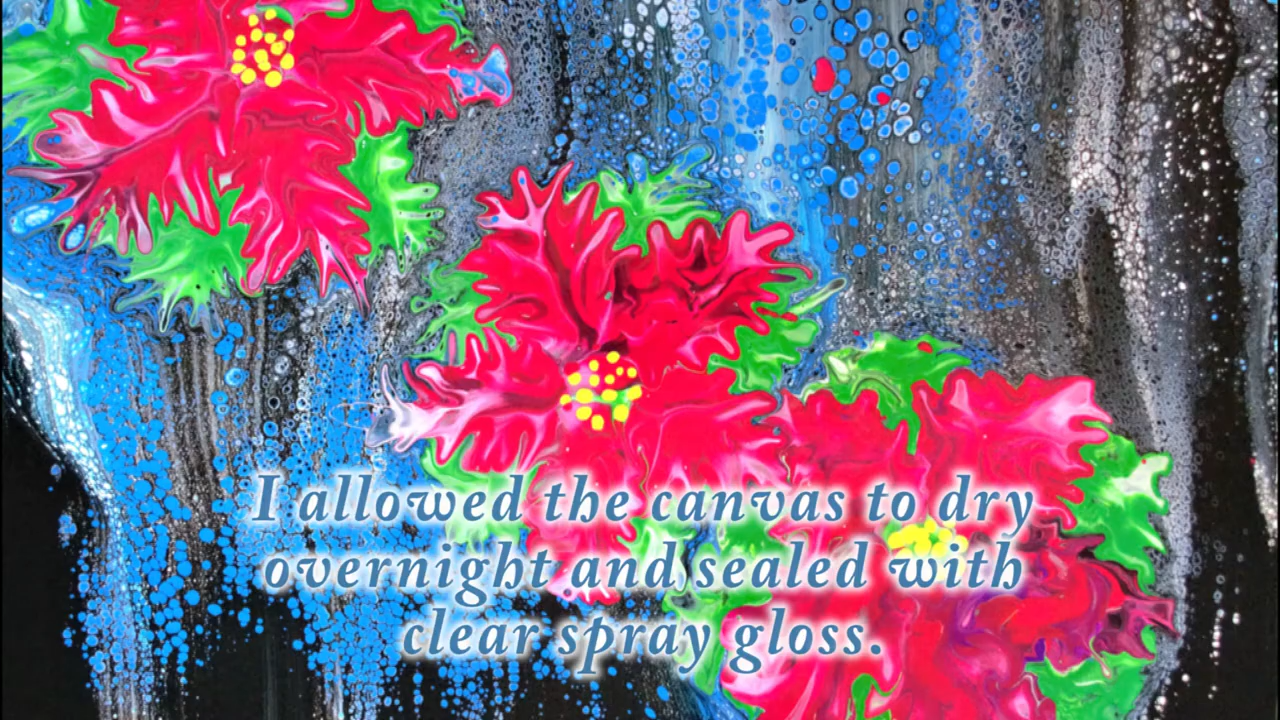 I allowed the canvas to dry
overnight and sealed with
clear spray gloss.